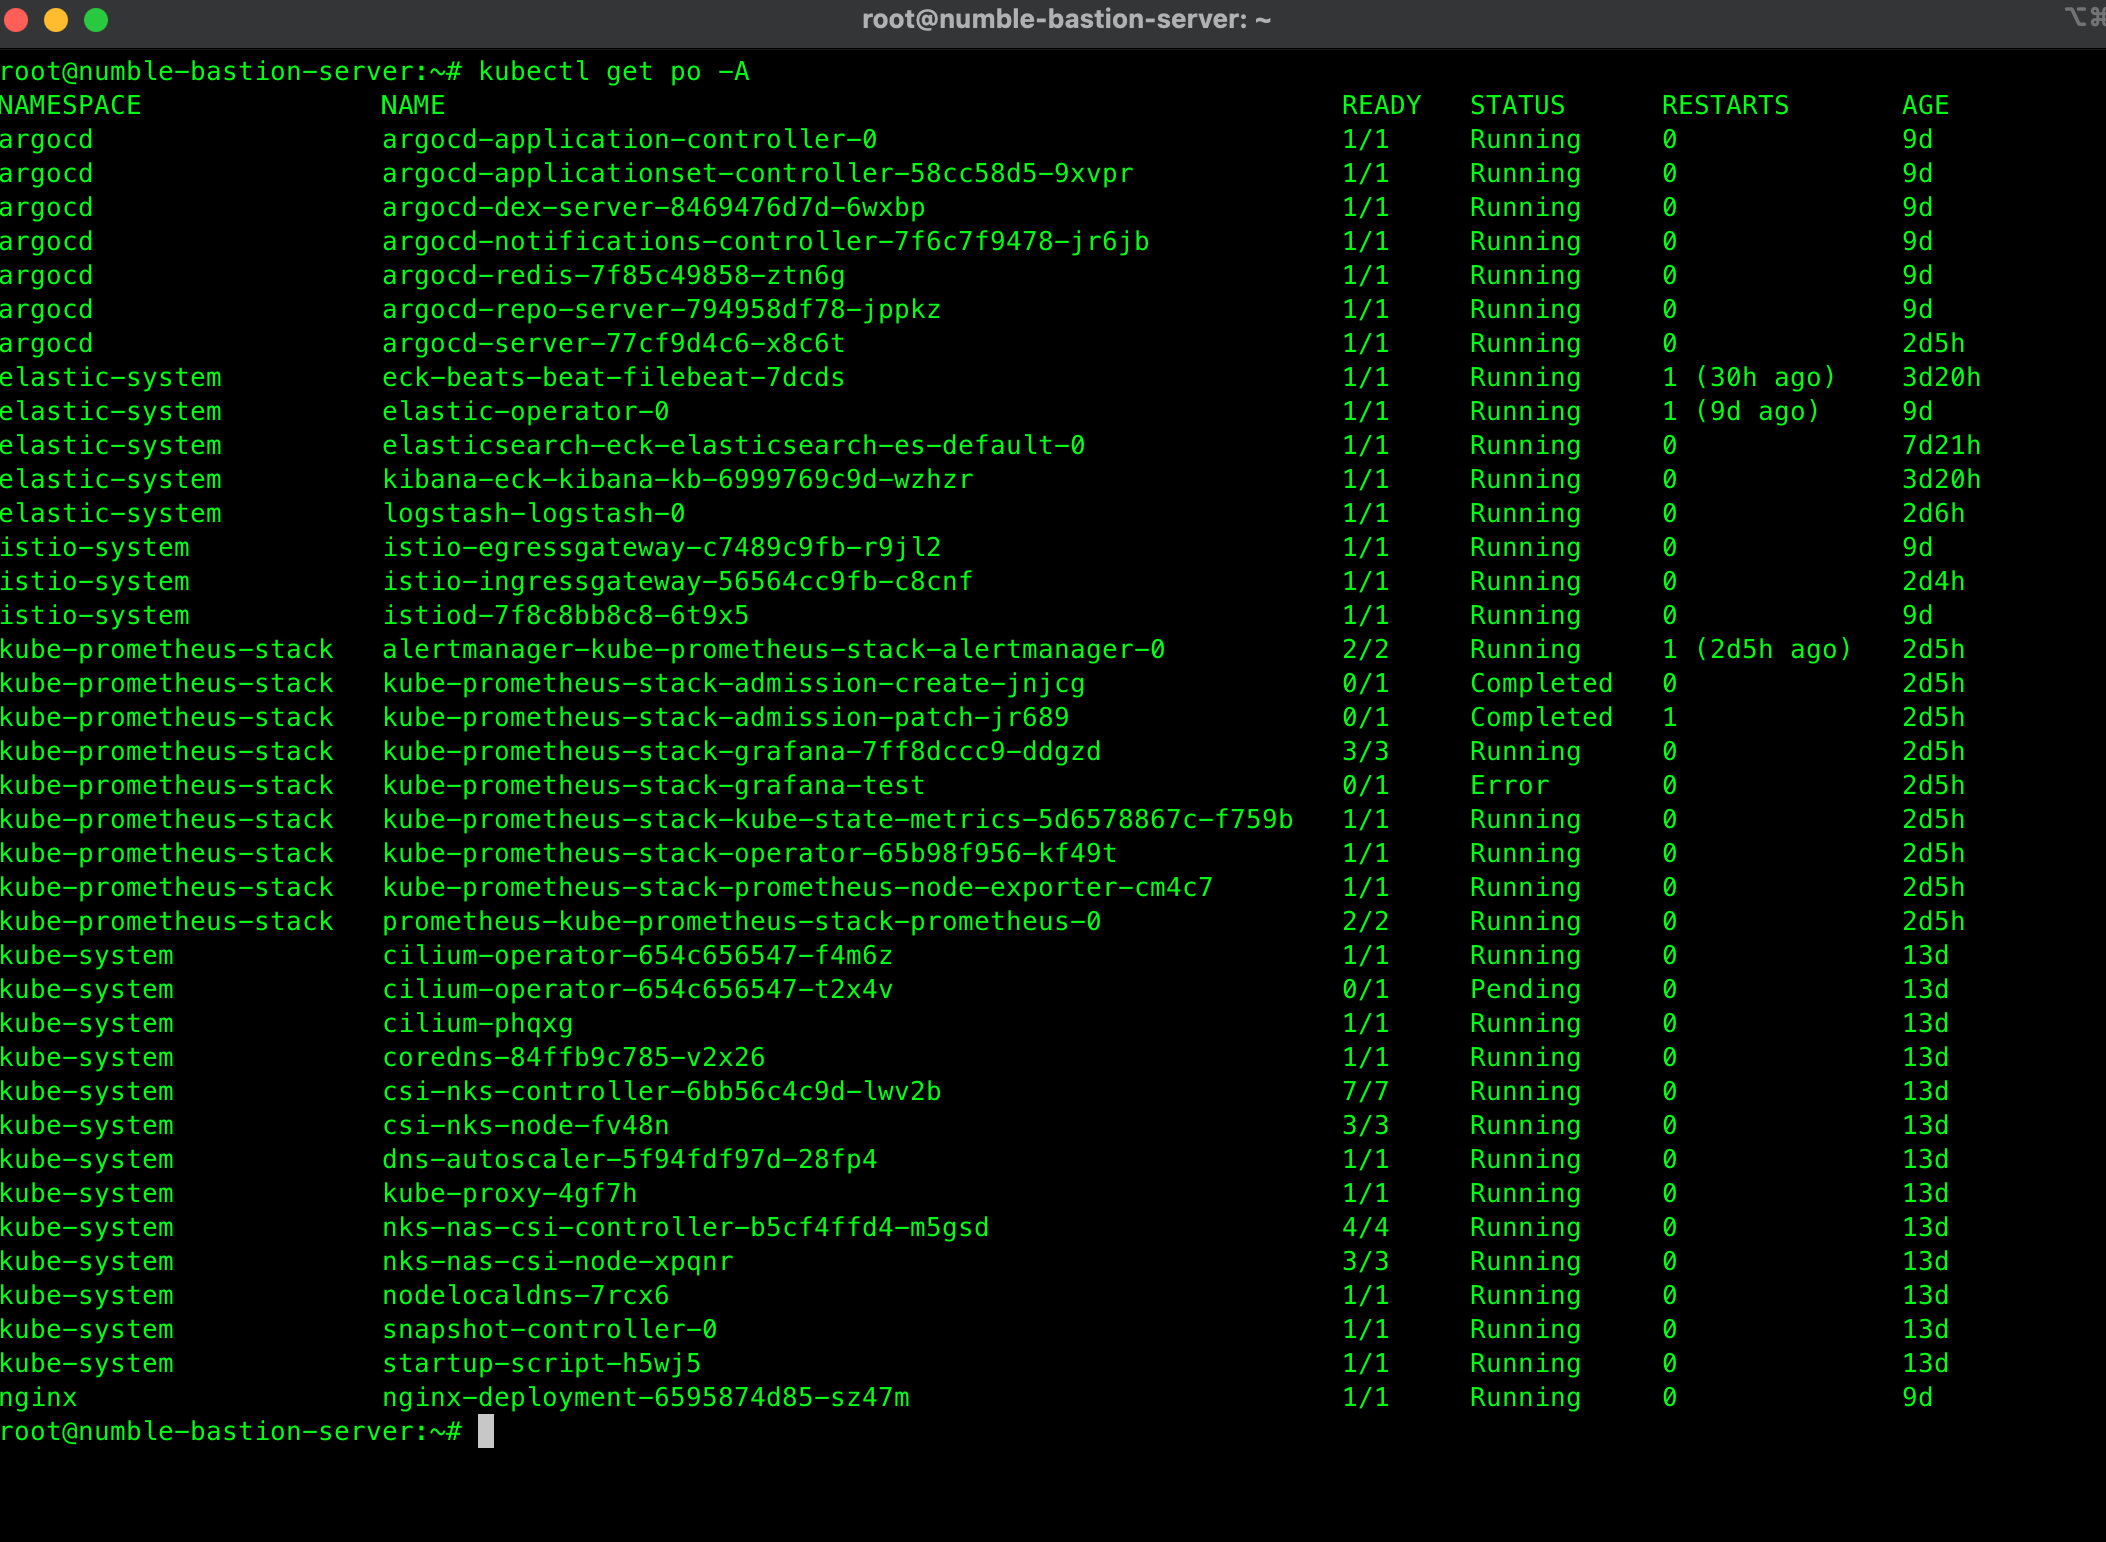 root@numble-bastion-server: ~
root@numble-bastion-server:~# kubectl get po -A
NAMESPACE NAME READY STATUS RESTARTS AGE
argocd argocd-application-controller-0 1/1 Running 0 9d
argocd argocd-applicationset-controller-58cc58d5-9xvpr 1/1 Running 0 9d
argocd argocd-dex-server-8469476d7d-6wxbp 1/1 Running 0 9d
argocd argocd-notifications-controller-7f6c7f9478-jr6jb 1/1 Running 0 9d
argocd argocd-redis-7f85c49858-ztn6g 1/1 Running 0 9d
argocd argocd-repo-server-794958df78-jppkz 1/1 Running 0 9d
argocd argocd-server-77cf9d4c6-x8c6t 1/1 Running 0 2d5h
elastic-system eck-beats-beat-filebeat-7dcds 1/1 Running 1 (30h ago) 3d20h
elastic-system elastic-operator-0 1/1 Running 1 (9d ago) 9d
elastic-system elasticsearch-eck-elasticsearch-es-default-0 1/1 Running 0 7d21h
elastic-system kibana-eck-kibana-kb-6999769c9d-wzhzr 1/1 Running 0 3d20h
elastic-system logstash-logstash-0 1/1 Running 0 2d6h
istio-system istio-egressgateway-c7489c9fb-r9jl2 1/1 Running 0 9d
istio-system istio-ingressgateway-56564cc9fb-c8cnf 1/1 Running 0 2d4h
istio-system istiod-7f8c8bb8c8-6t9x5 1/1 Running 0 9d
kube-prometheus-stack alertmanager-kube-prometheus-stack-alertmanager-0 2/2 Running 1 (2d5h ago) 2d5h
kube-prometheus-stack kube-prometheus-stack-admission-create-jnjcg 0/1 Completed 0 2d5h
kube-prometheus-stack kube-prometheus-stack-admission-patch-jr689 0/1 Completed 1 2d5h
kube-prometheus-stack kube-prometheus-stack-grafana-7ff8dccc9-ddgzd 3/3 Running 0 2d5h
kube-prometheus-stack kube-prometheus-stack-grafana-test 0/1 Error 0 2d5h
kube-prometheus-stack kube-prometheus-stack-kube-state-metrics-5d6578867c-f759b 1/1 Running 0 2d5h
kube-prometheus-stack kube-prometheus-stack-operator-65b98f956-kf49t 1/1 Running 0 2d5h
kube-prometheus-stack kube-prometheus-stack-prometheus-node-exporter-cm4c7 1/1 Running 0 2d5h
kube-prometheus-stack prometheus-kube-prometheus-stack-prometheus-0 2/2 Running 0 2d5h
kube-system cilium-operator-654c656547-f4m6z 1/1 Running 0 13d
kube-system cilium-operator-654c656547-t2x4v 0/1 Pending 0 13d
kube-system cilium-phqxg 1/1 Running 0 13d
kube-system coredns-84ffb9c785-v2x26 1/1 Running 0 13d
kube-system csi-nks-controller-6bb56c4c9d-lwv2b 7/7 Running 0 13d
kube-system csi-nks-node-fv48n 3/3 Running 0 13d
kube-system dns-autoscaler-5f94fdf97d-28fp4 1/1 Running 0 13d
kube-system kube-proxy-4gf7h 1/1 Running 0 13d
kube-system nks-nas-csi-controller-b5cf4ffd4-m5gsd 4/4 Running 0 13d
kube-system nks-nas-csi-node-xpqnr 3/3 Running 0 13d
kube-system nodelocaldns-7rcx6 1/1 Running 0 13d
kube-system snapshot-controller-0 1/1 Running 0 13d
kube-system startup-script-h5wj5 1/1 Running 0 13d
nginx nginx-deployment-6595874d85-sz47m 1/1 Running 0 9d
root@numble-bastion-server:~#